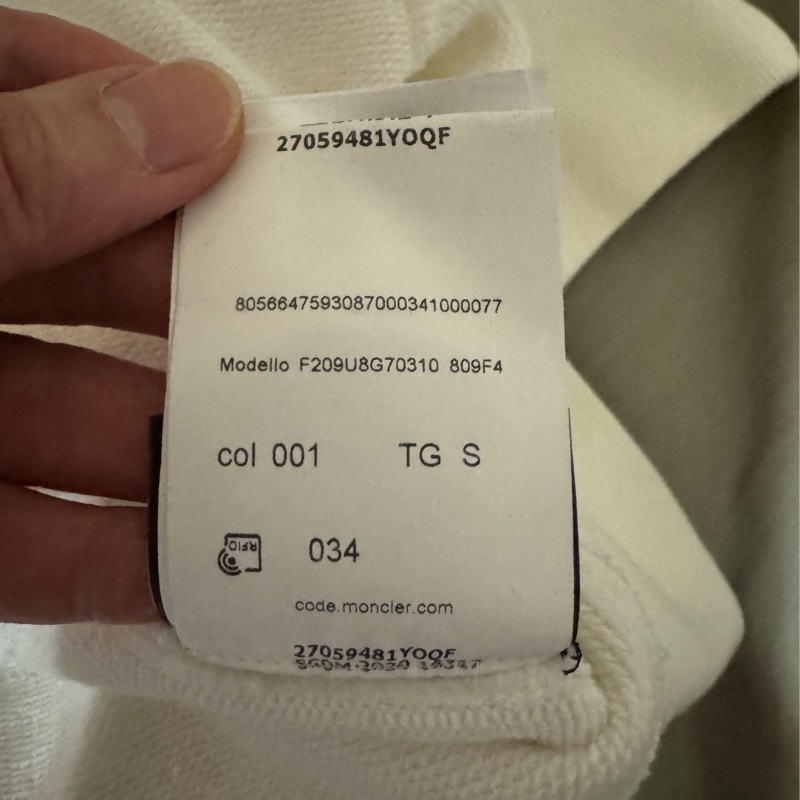 27059481YOQF
8056647593087000341000077
Modello F209U8G70310 809F4
col 001 TG S
RFID
034
code.moncler.com
27059481YOQF